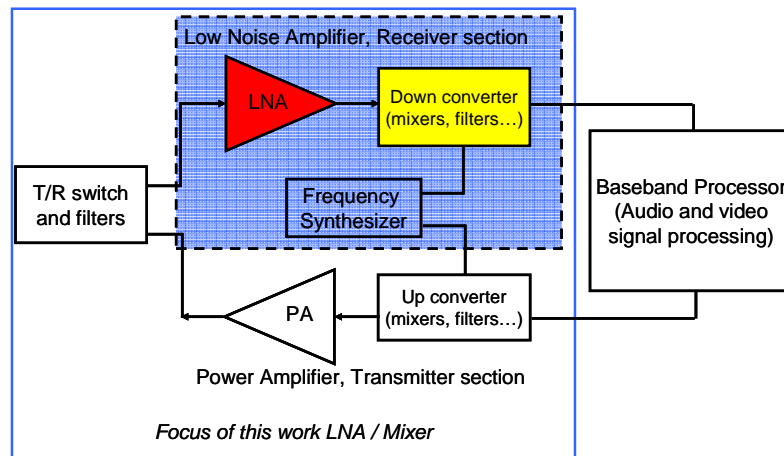 Low Noise Amplifier, Receiver section
LNA
Down converter
(mixers, filters…)
T/R switch
and filters
Frequency
Synthesizer
Baseband Processor
(Audio and video
signal processing)
PA
Up converter
(mixers, filters…)
Power Amplifier, Transmitter section
Focus of this work LNA / Mixer